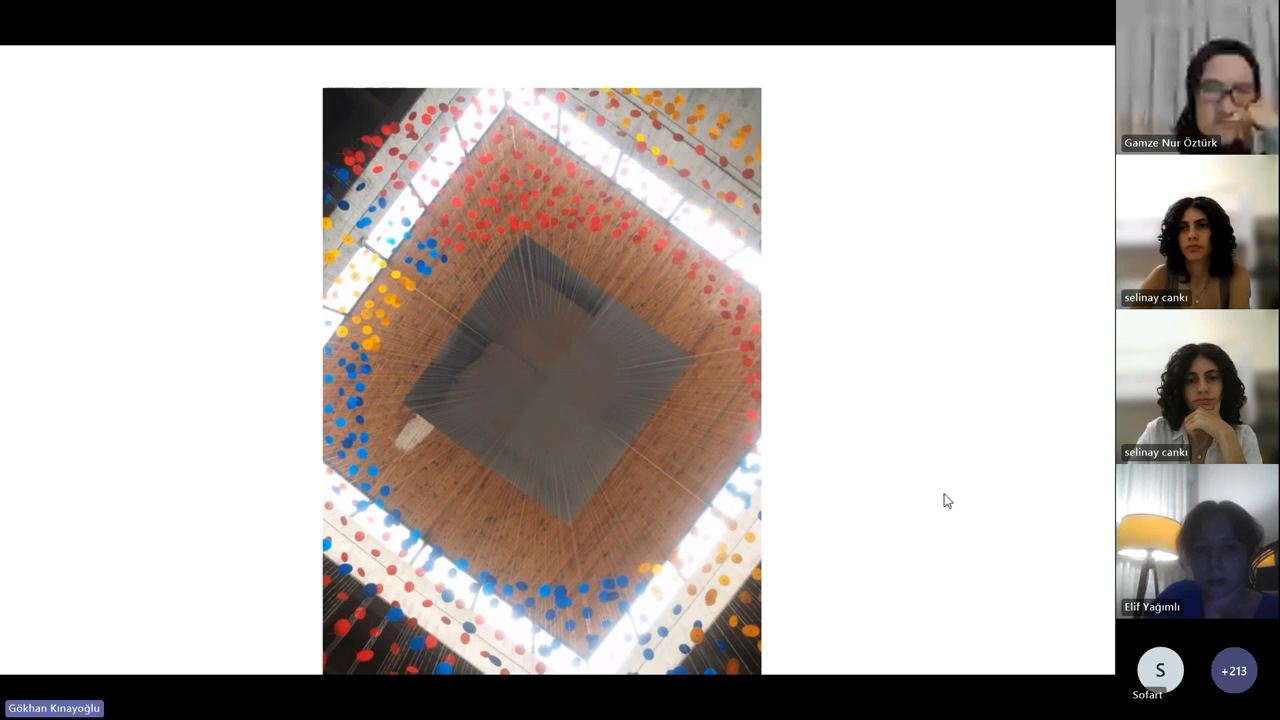 Gamze Nur Öztürk
selinay cankı
selinay cankı
Elif Yağımlı
S
Sofart
+213
Gökhan Kınayoğlu